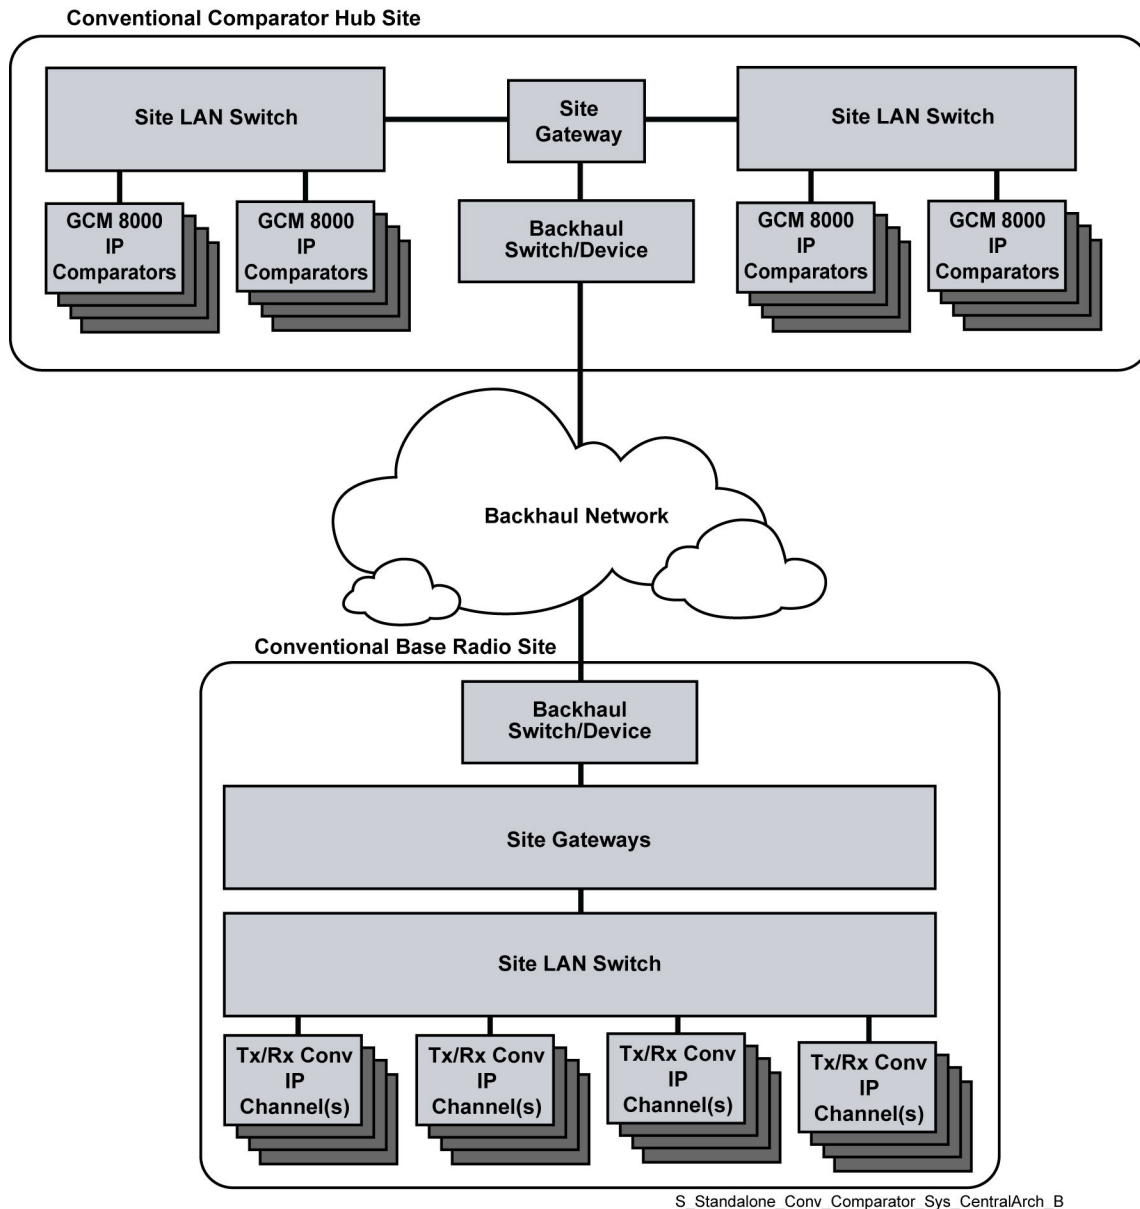 Conventional Comparator Hub Site
Site LAN Switch
Site
Gateway
Site LAN Switch
GCM 8000
IP
Comparators
GCM 8000
IP
Comparators
Backhaul
Switch/Device
GCM 8000
IP
Comparators
GCM 8000
IP
Comparators
Backhaul Network
Conventional Base Radio Site
Backhaul
Switch/Device
Site Gateways
Site LAN Switch
Tx/Rx Conv
IP
Channel(s)
Tx/Rx Conv
IP
Channel(s)
Tx/Rx Conv
IP
Channel(s)
Tx/Rx Conv
IP
Channel(s)
S_Standalone_Conv_Comparator_Sys_CentralArch_B